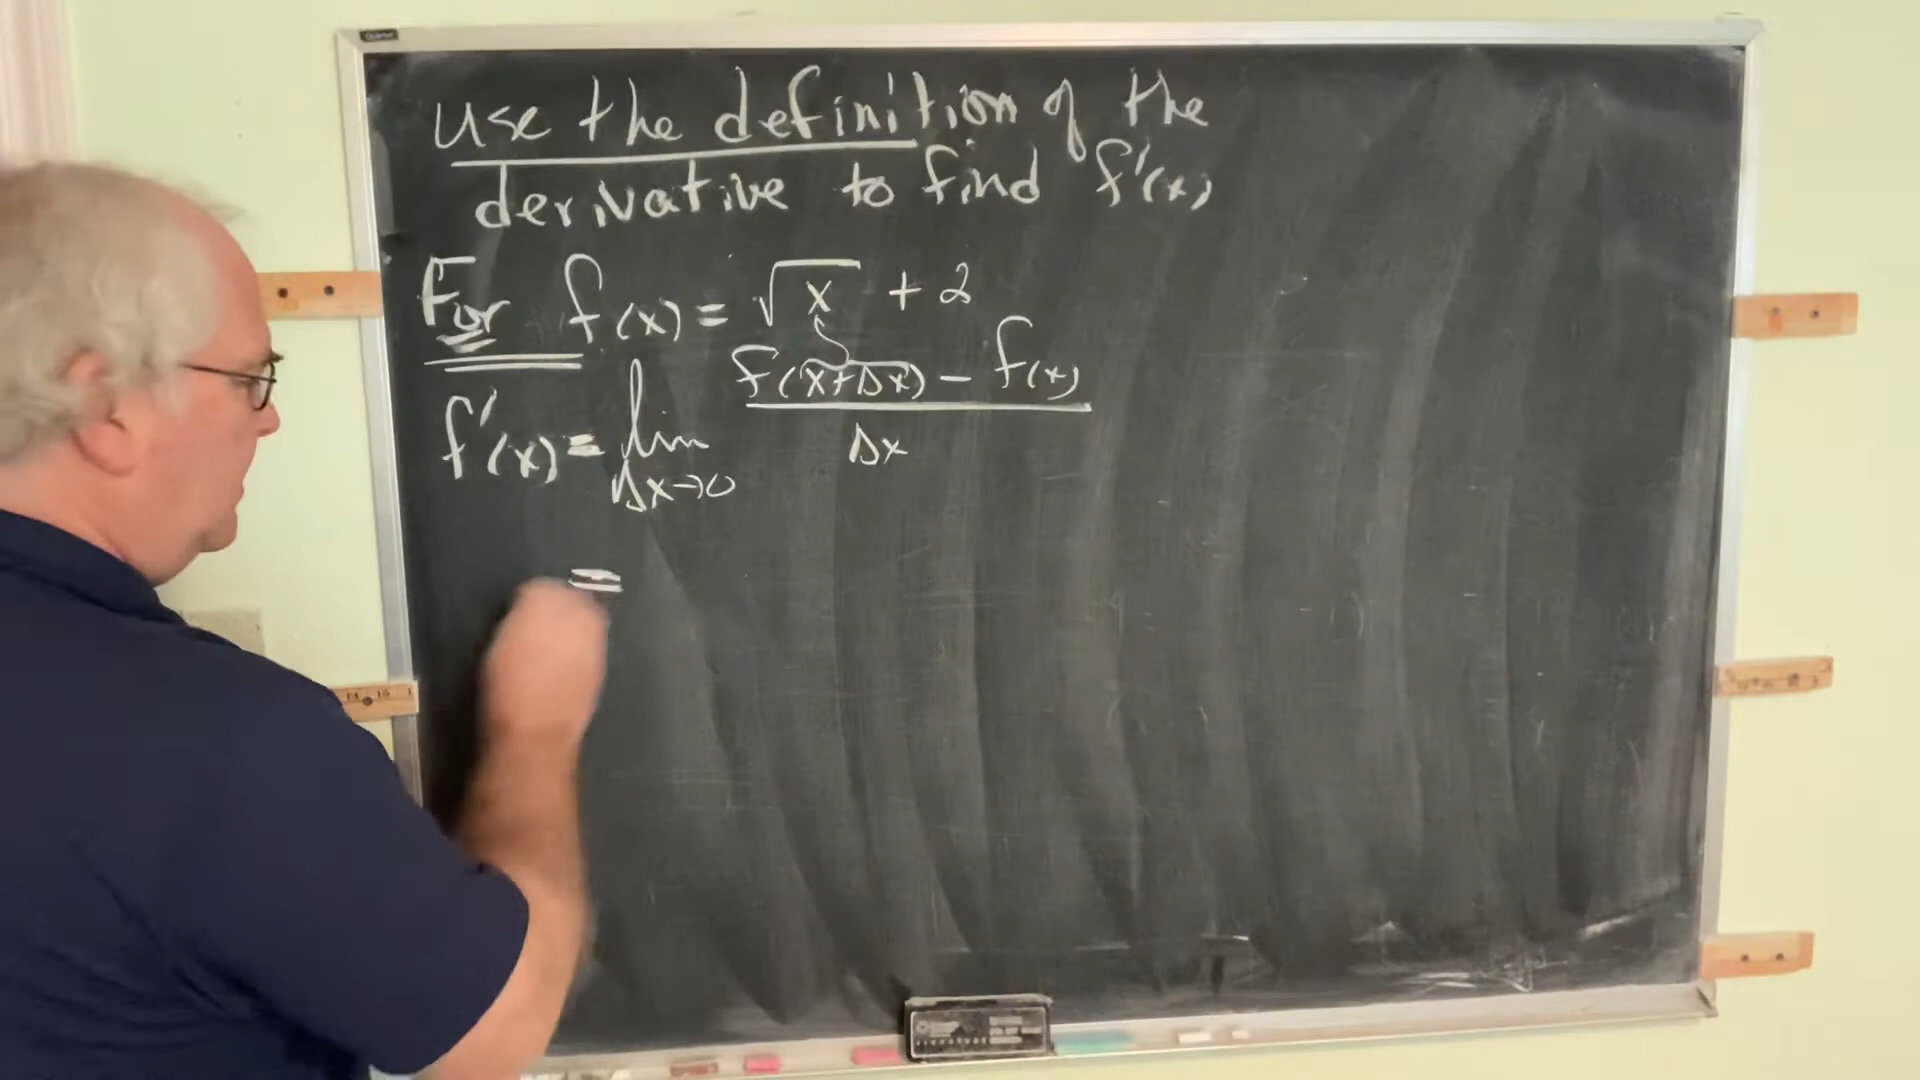 use the definition of the
derivative to find f'(x)
For f(x) = √x + 2
f(x+Δx) - f(x)
f'(x) = lim
Δx
Δx→0
=